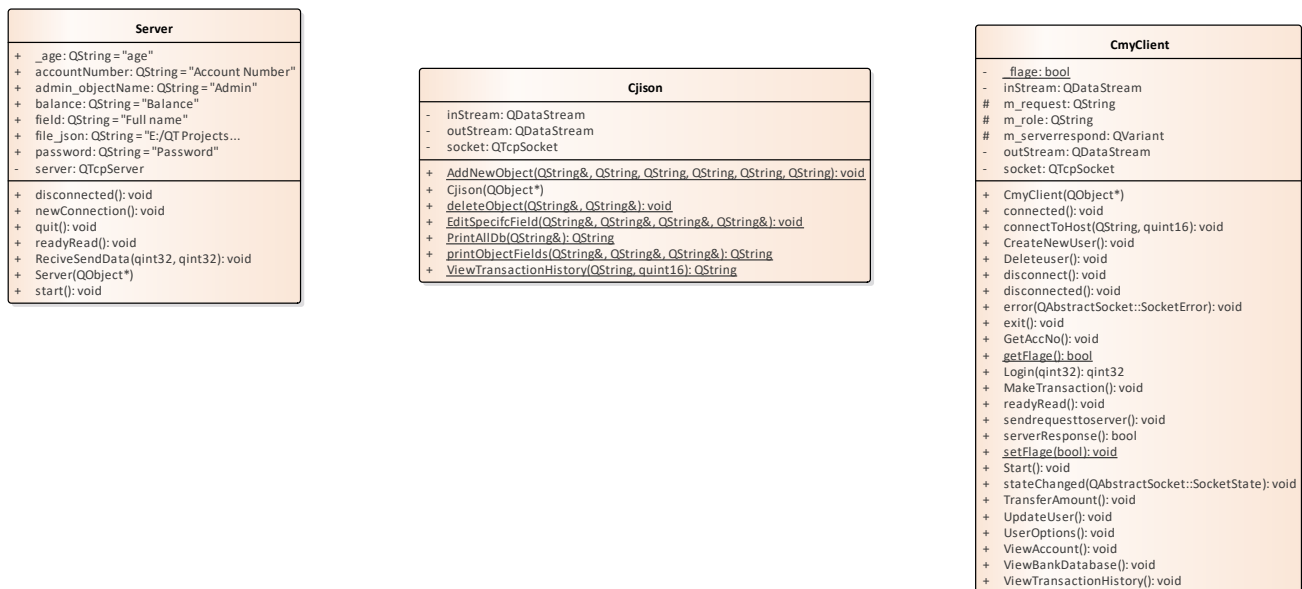 Server
+ _age: QString = "age"
+ accountNumber: QString = "Account Number"
+ admin_objectName: QString = "Admin"
+ balance: QString = "Balance"
+ field: QString = "Full name"
+ file_json: QString = "E:/QT Projects...
+ password: QString = "Password"
- server: QTcpServer
+ disconnected(): void
+ newConnection(): void
+ quit(): void
+ readyRead(): void
+ ReciveSendData(qint32, qint32): void
+ Server(QObject*)
+ start(): void
Cjison
- inStream: QDataStream
- outStream: QDataStream
- socket: QTcpSocket
+ AddNewObject(QString&, QString, QString, QString, QString, QString): void
+ Cjison(QObject*)
+ deleteObject(QString&, QString&): void
+ EditSpecifcField(QString&, QString&, QString&, QString&): void
+ PrintAllDb(QString&): QString
+ printObjectFields(QString&, QString&, QString&): QString
+ ViewTransactionHistory(QString, quint16): QString
CmyClient
- _flage: bool
- inStream: QDataStream
# m_request: QString
# m_role: QString
# m_serverrespond: QVariant
- outStream: QDataStream
- socket: QTcpSocket
+ CmyClient(QObject*)
+ connected(): void
+ connectToHost(QString, quint16): void
+ CreateNewUser(): void
+ Deleteuser(): void
+ disconnect(): void
+ disconnected(): void
+ error(QAbstractSocket::SocketError): void
+ exit(): void
+ GetAccNo(): void
+ getFlage(): bool
+ Login(qint32): qint32
+ MakeTransaction(): void
+ readyRead(): void
+ sendrequesttoserver(): void
+ serverResponse(): bool
+ setFlage(bool): void
+ Start(): void
+ stateChanged(QAbstractSocket::SocketState): void
+ TransferAmount(): void
+ UpdateUser(): void
+ UserOptions(): void
+ ViewAccount(): void
+ ViewBankDatabase(): void
+ ViewTransactionHistory(): void